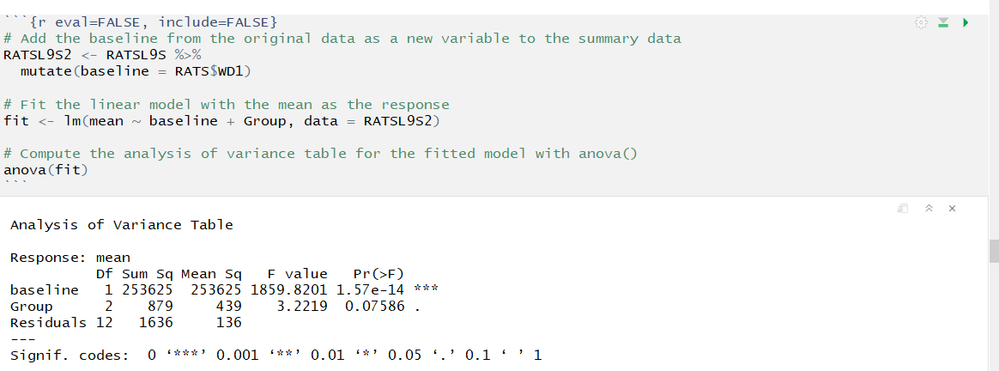 ```{r eval=FALSE, include=FALSE}
# Add the baseline from the original data as a new variable to the summary data
RATSL9S2 <- RATSL9S %>%
  mutate(baseline = RATS$WD1)
# Fit the linear model with the mean as the response
fit <- lm(mean ~ baseline + Group, data = RATSL9S2)
# Compute the analysis of variance table for the fitted model with anova()
anova(fit)
```
Analysis of Variance Table
Response: mean
          Df Sum Sq Mean Sq   F value   Pr(>F)
baseline   1 253625  253625 1859.8201 1.57e-14 ***
Group      2    879     439    3.2219  0.07586 .
Residuals 12   1636     136
---
Signif. codes:  0 ‘***’ 0.001 ‘**’ 0.01 ‘*’ 0.05 ‘.’ 0.1 ‘ ’ 1